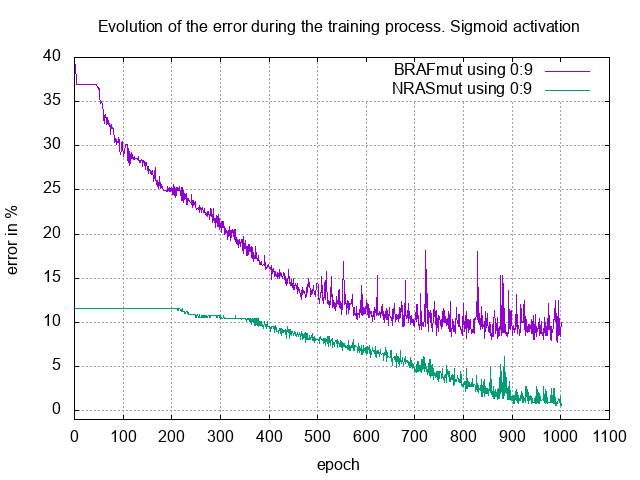 Evolution of the error during the training process. Sigmoid activation
40
35
30
25
20
15
10
5
0
error in %
BRAFmut using 0:9
NRASmut using 0:9
0 100 200 300 400 500 600 700 800 900 1000 1100
epoch